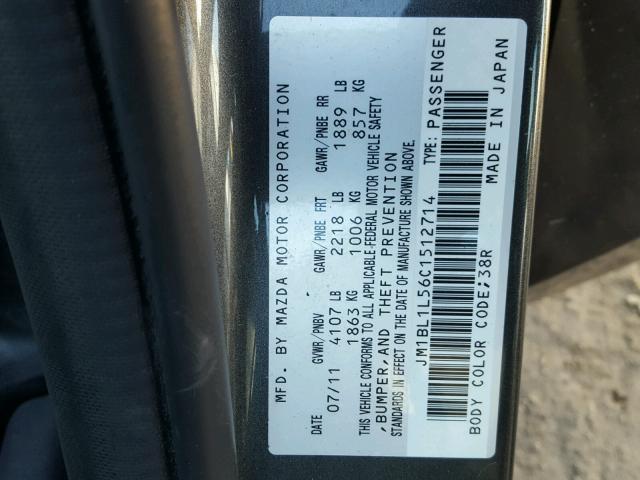 MFD. BY MAZDA MOTOR CORPORATION
DATE GVWR/PNBV GAWR/PNBE FRT GAWR/PNBE RR
07/11 4107 LB 2218 LB 1889 LB
1863 KG 1006 KG 857 KG
THIS VEHICLE CONFORMS TO ALL APPLICABLE FEDERAL MOTOR VEHICLE SAFETY
,BUMPER, AND THEFT PREVENTION
STANDARDS IN EFFECT ON THE DATE OF MANUFACTURE SHOWN ABOVE.
JM1BL1L56C1512714 TYPE: PASSENGER
BODY COLOR CODE;38R MADE IN JAPAN